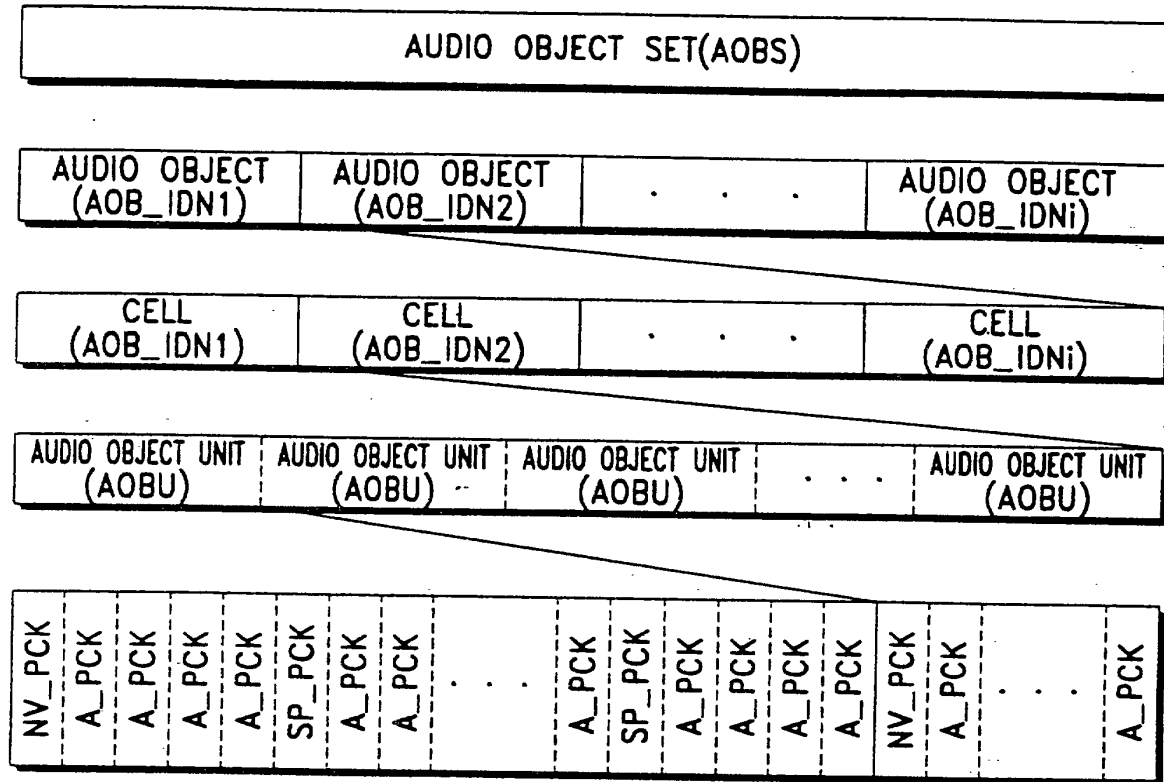 AUDIO OBJECT SET(AOBS)
AUDIO OBJECT (AOB_IDN1)
AUDIO OBJECT (AOB_IDN2)
. . .
AUDIO OBJECT (AOB_IDNi)
CELL (AOB_IDN1)
CELL (AOB_IDN2)
. . .
CELL (AOB_IDNi)
AUDIO OBJECT UNIT (AOBU)
AUDIO OBJECT UNIT (AOBU)
AUDIO OBJECT UNIT (AOBU)
. . .
AUDIO OBJECT UNIT (AOBU)
NV_PCK
A_PCK
A_PCK
A_PCK
A_PCK
SP_PCK
A_PCK
A_PCK
. . .
A_PCK
SP_PCK
A_PCK
A_PCK
A_PCK
A_PCK
NV_PCK
A_PCK
. . .
A_PCK